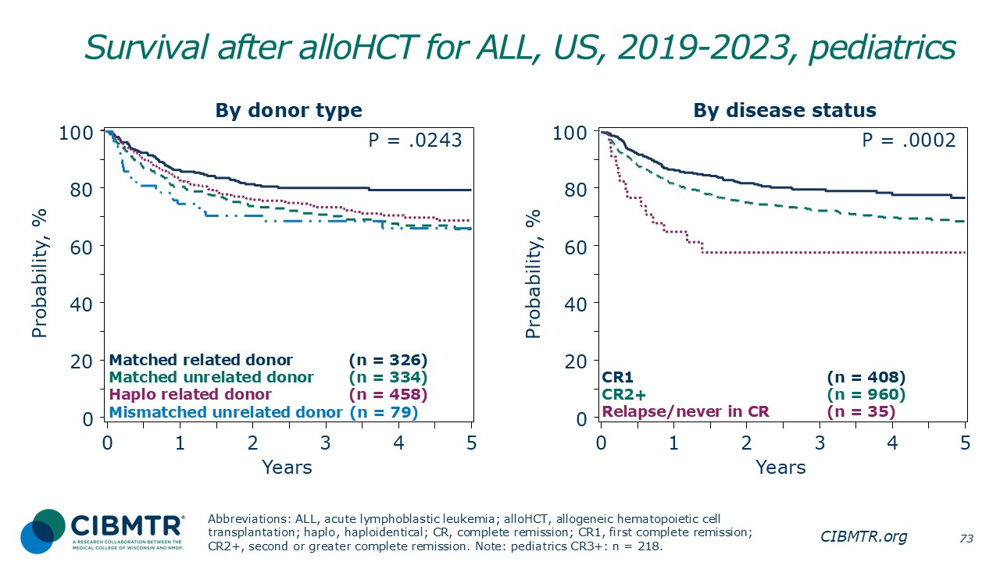 Survival after alloHCT for ALL, US, 2019-2023, pediatrics
By donor type
P = .0243
Probability, %
100
80
60
40
20
0
Matched related donor (n = 326)
Matched unrelated donor (n = 334)
Haplo related donor (n = 458)
Mismatched unrelated donor (n = 79)
0 1 2 3 4 5
Years
By disease status
P = .0002
Probability, %
100
80
60
40
20
0
CR1 (n = 408)
CR2+ (n = 960)
Relapse/never in CR (n = 35)
0 1 2 3 4 5
Years
CIBMTR®
A RESEARCH COLLABORATION BETWEEN THE
MEDICAL COLLEGE OF WISCONSIN AND NMDP
Abbreviations: ALL, acute lymphoblastic leukemia; alloHCT, allogeneic hematopoietic cell
transplantation; haplo, haploidentical; CR, complete remission; CR1, first complete remission;
CR2+, second or greater complete remission. Note: pediatrics CR3+: n = 218.
CIBMTR.org
73